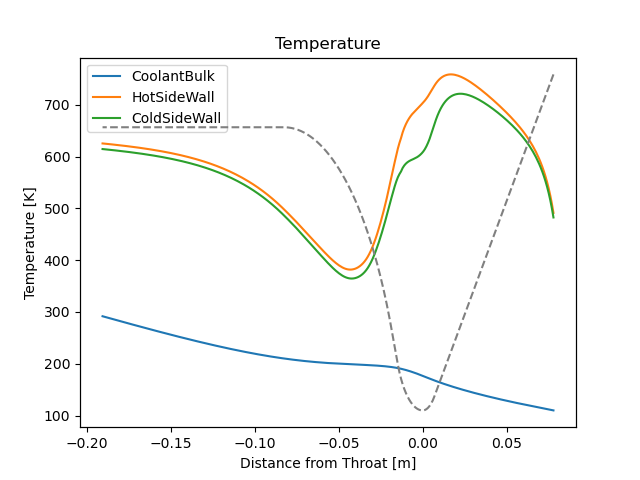 Temperature
CoolantBulk
HotSideWall
ColdSideWall
Temperature [K]
700
600
500
400
300
200
100
−0.20
−0.15
−0.10
−0.05
0.00
0.05
Distance from Throat [m]